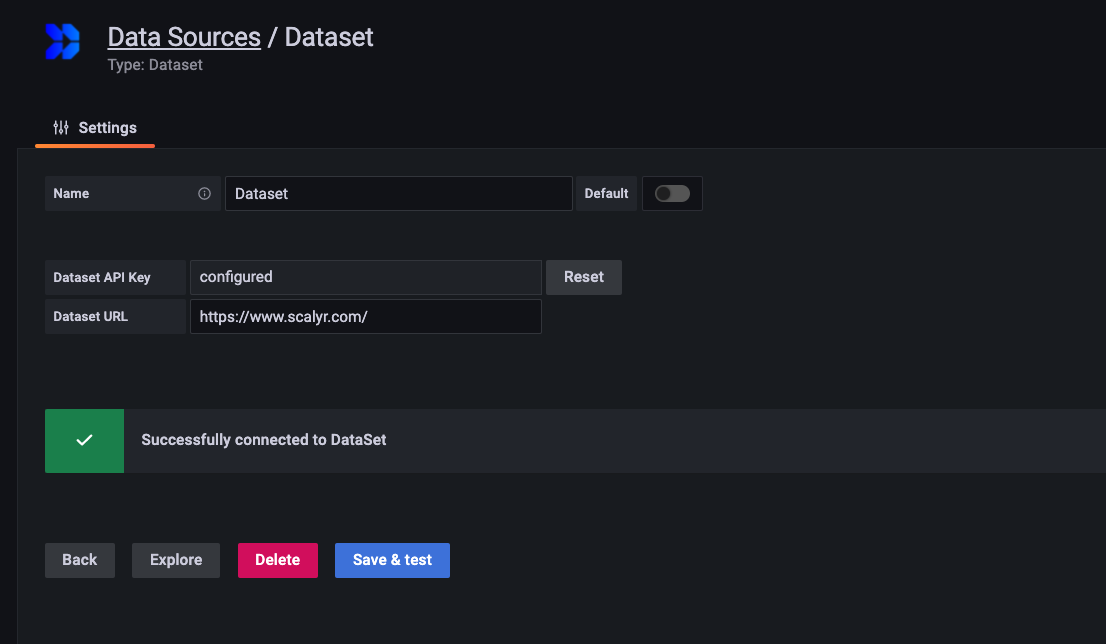 Data Sources / Dataset
Type: Dataset
Settings
Name Dataset Default
Dataset API Key configured Reset
Dataset URL https://www.scalyr.com/
Successfully connected to DataSet
Back Explore Delete Save & test